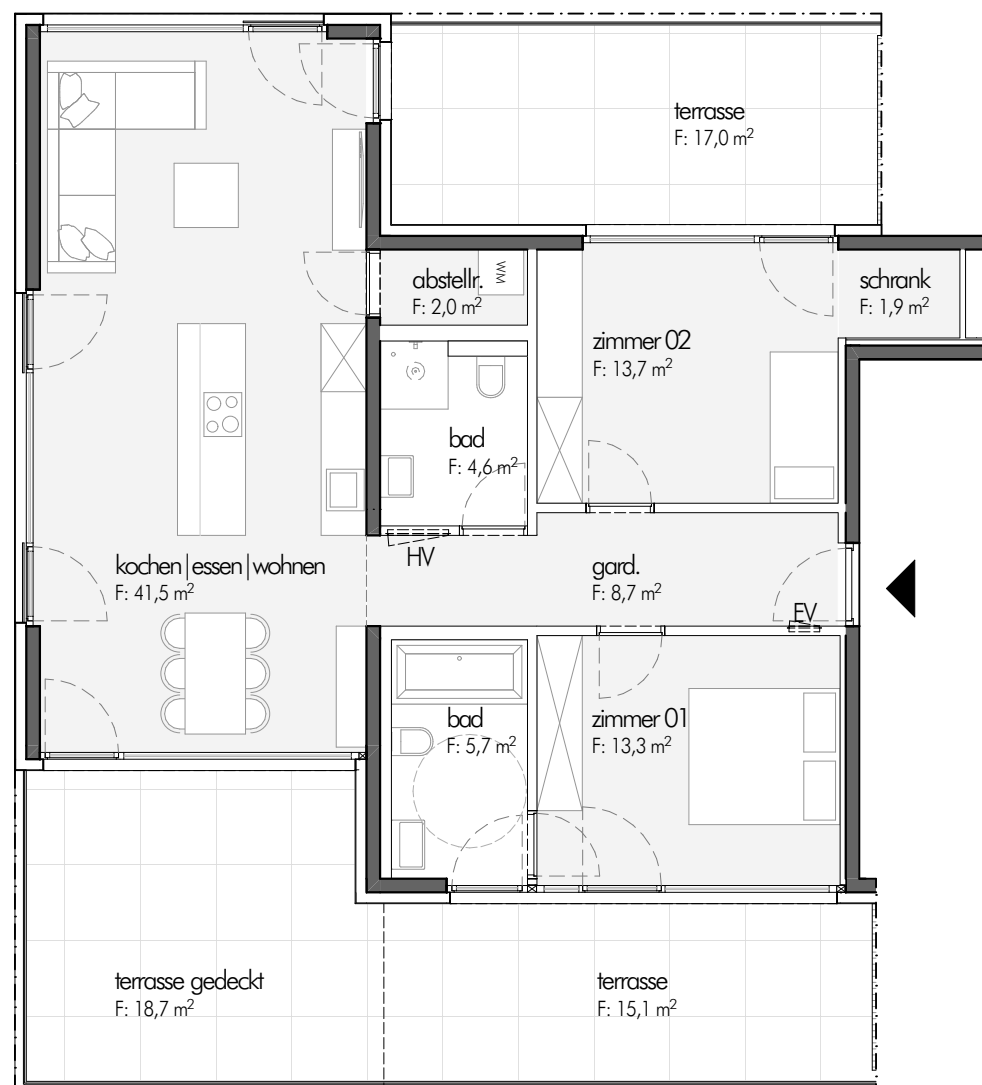 terrasse
F: 17,0 m²
abstellr.
F: 2,0 m²
WM
schrank
F: 1,9 m²
zimmer 02
F: 13,7 m²
bad
F: 4,6 m²
HV
kochen|essen|wohnen
F: 41,5 m²
gard.
F: 8,7 m²
EV
bad
F: 5,7 m²
zimmer 01
F: 13,3 m²
terrasse gedeckt
F: 18,7 m²
terrasse
F: 15,1 m²